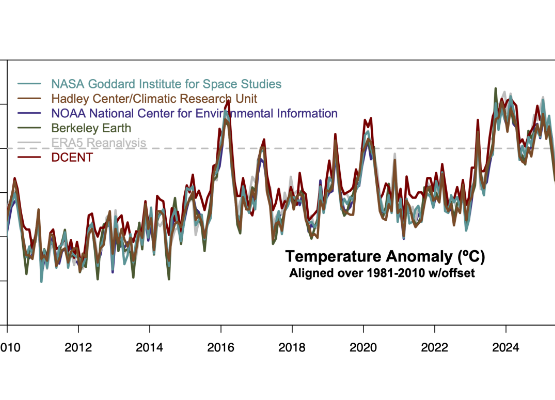 NASA Goddard Institute for Space Studies
Hadley Center/Climatic Research Unit
NOAA National Center for Environmental Information
Berkeley Earth
ERA5 Reanalysis
DCENT
Temperature Anomaly (ºC)
Aligned over 1981-2010 w/offset
010 2012 2014 2016 2018 2020 2022 2024